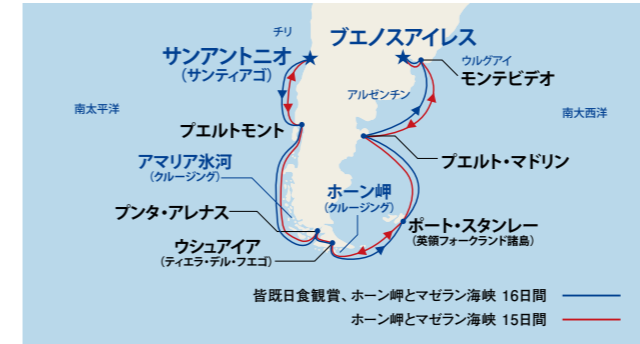 チリ
サンアントニオ
(サンティアゴ)
ブエノスアイレス
ウルグアイ
モンテビデオ
アルゼンチン
南太平洋
南大西洋
プエルトモント
プエルト・マドリン
アマリア氷河
(クルージング)
ホーン岬
(クルージング)
プンタ・アレナス
ポート・スタンレー
(英領フォークランド諸島)
ウシュアイア
(ティエラ・デル・フエゴ)
皆既日食観賞、ホーン岬とマゼラン海峡 16日間
ホーン岬とマゼラン海峡 15日間